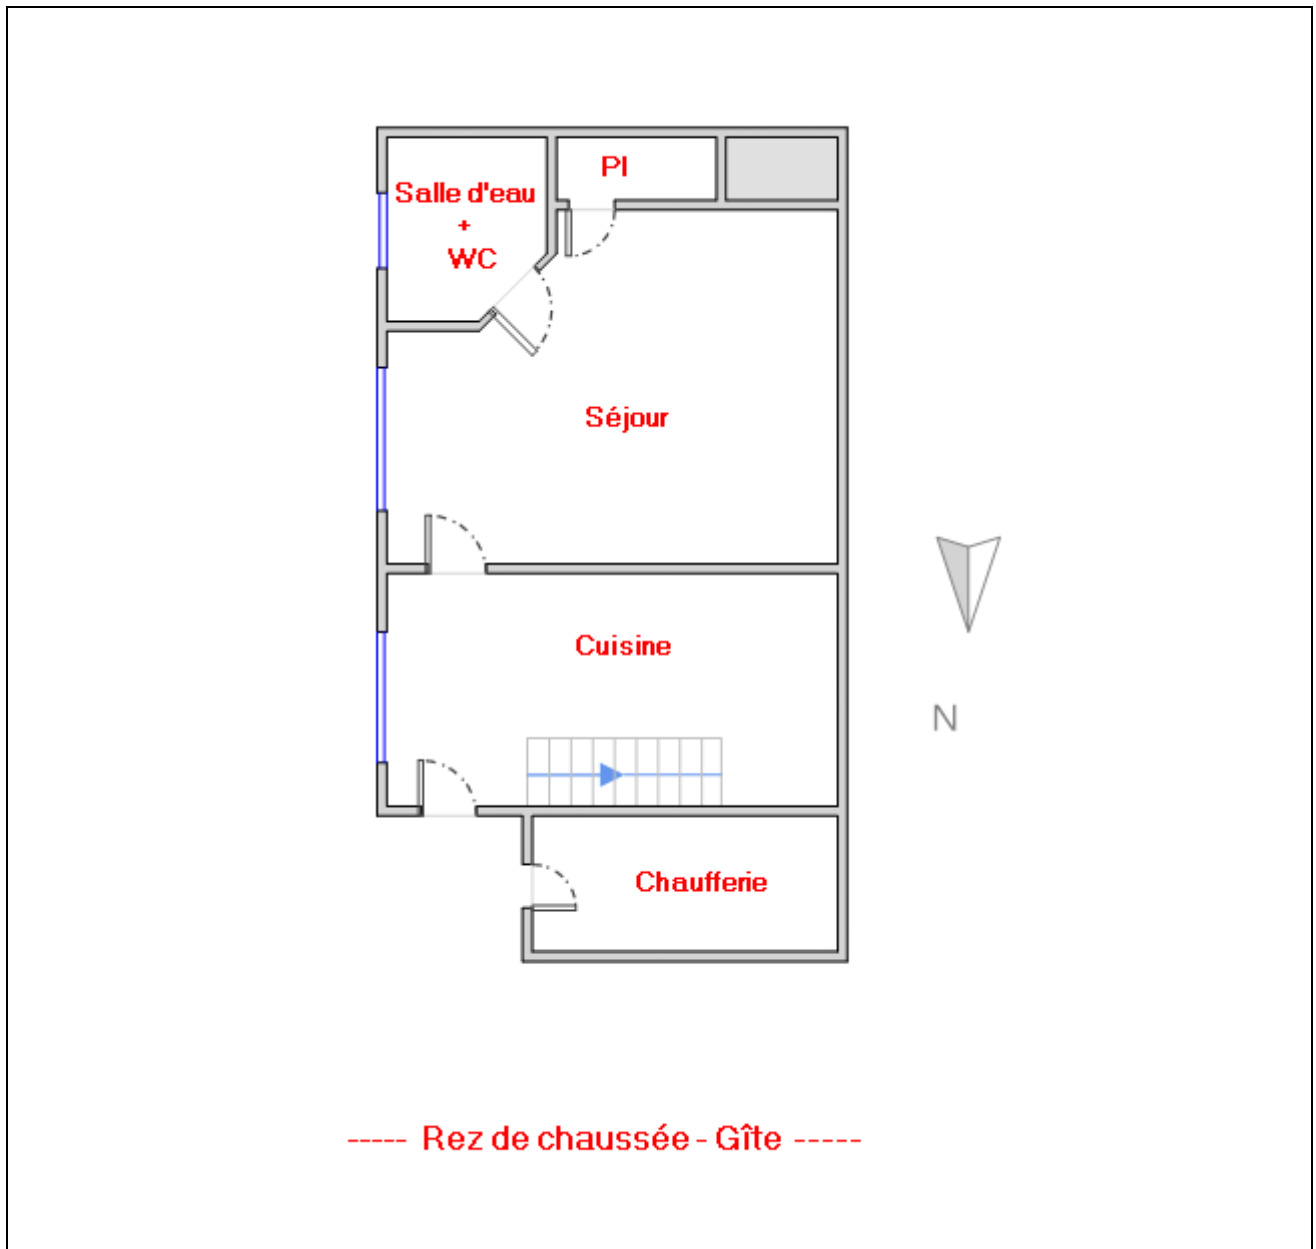 Pl
Salle d'eau
+
WC
Séjour
Cuisine
N
Chaufferie
----- Rez de chaussée - Gîte -----